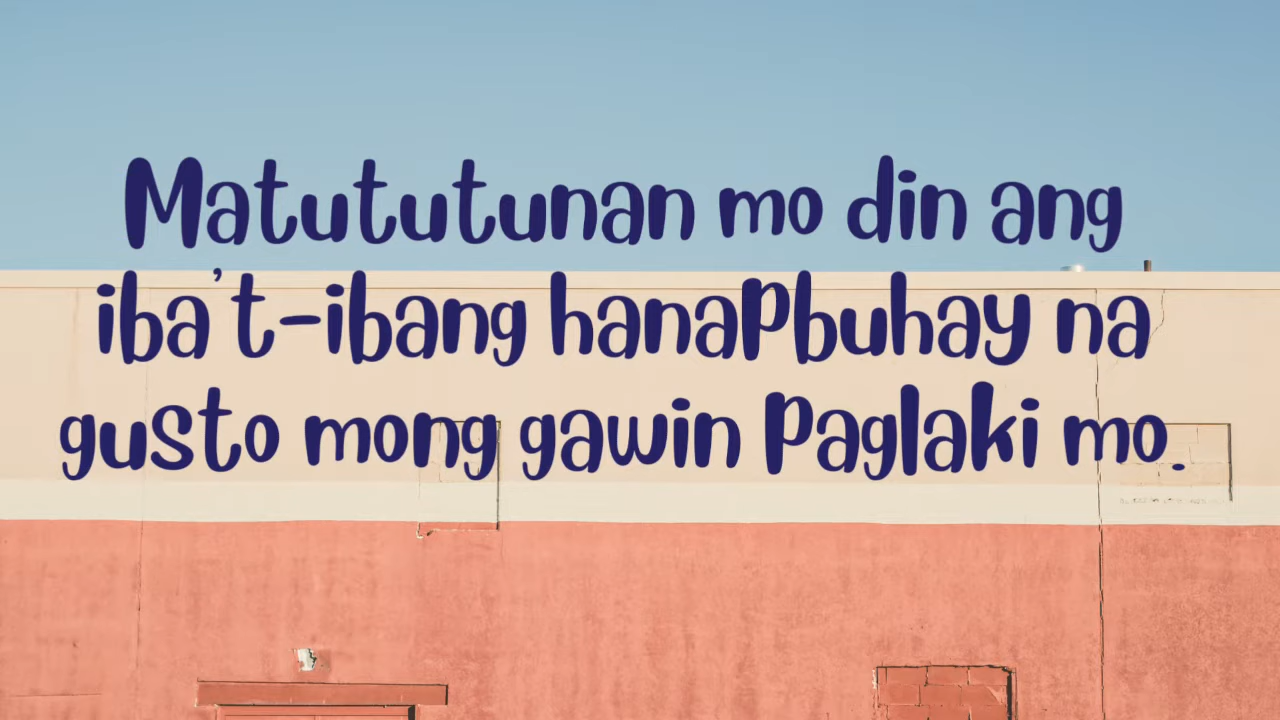 Matututunan mo din ang
iba't-ibang hanapbuhay na
gusto mong gawin paglaki mo.